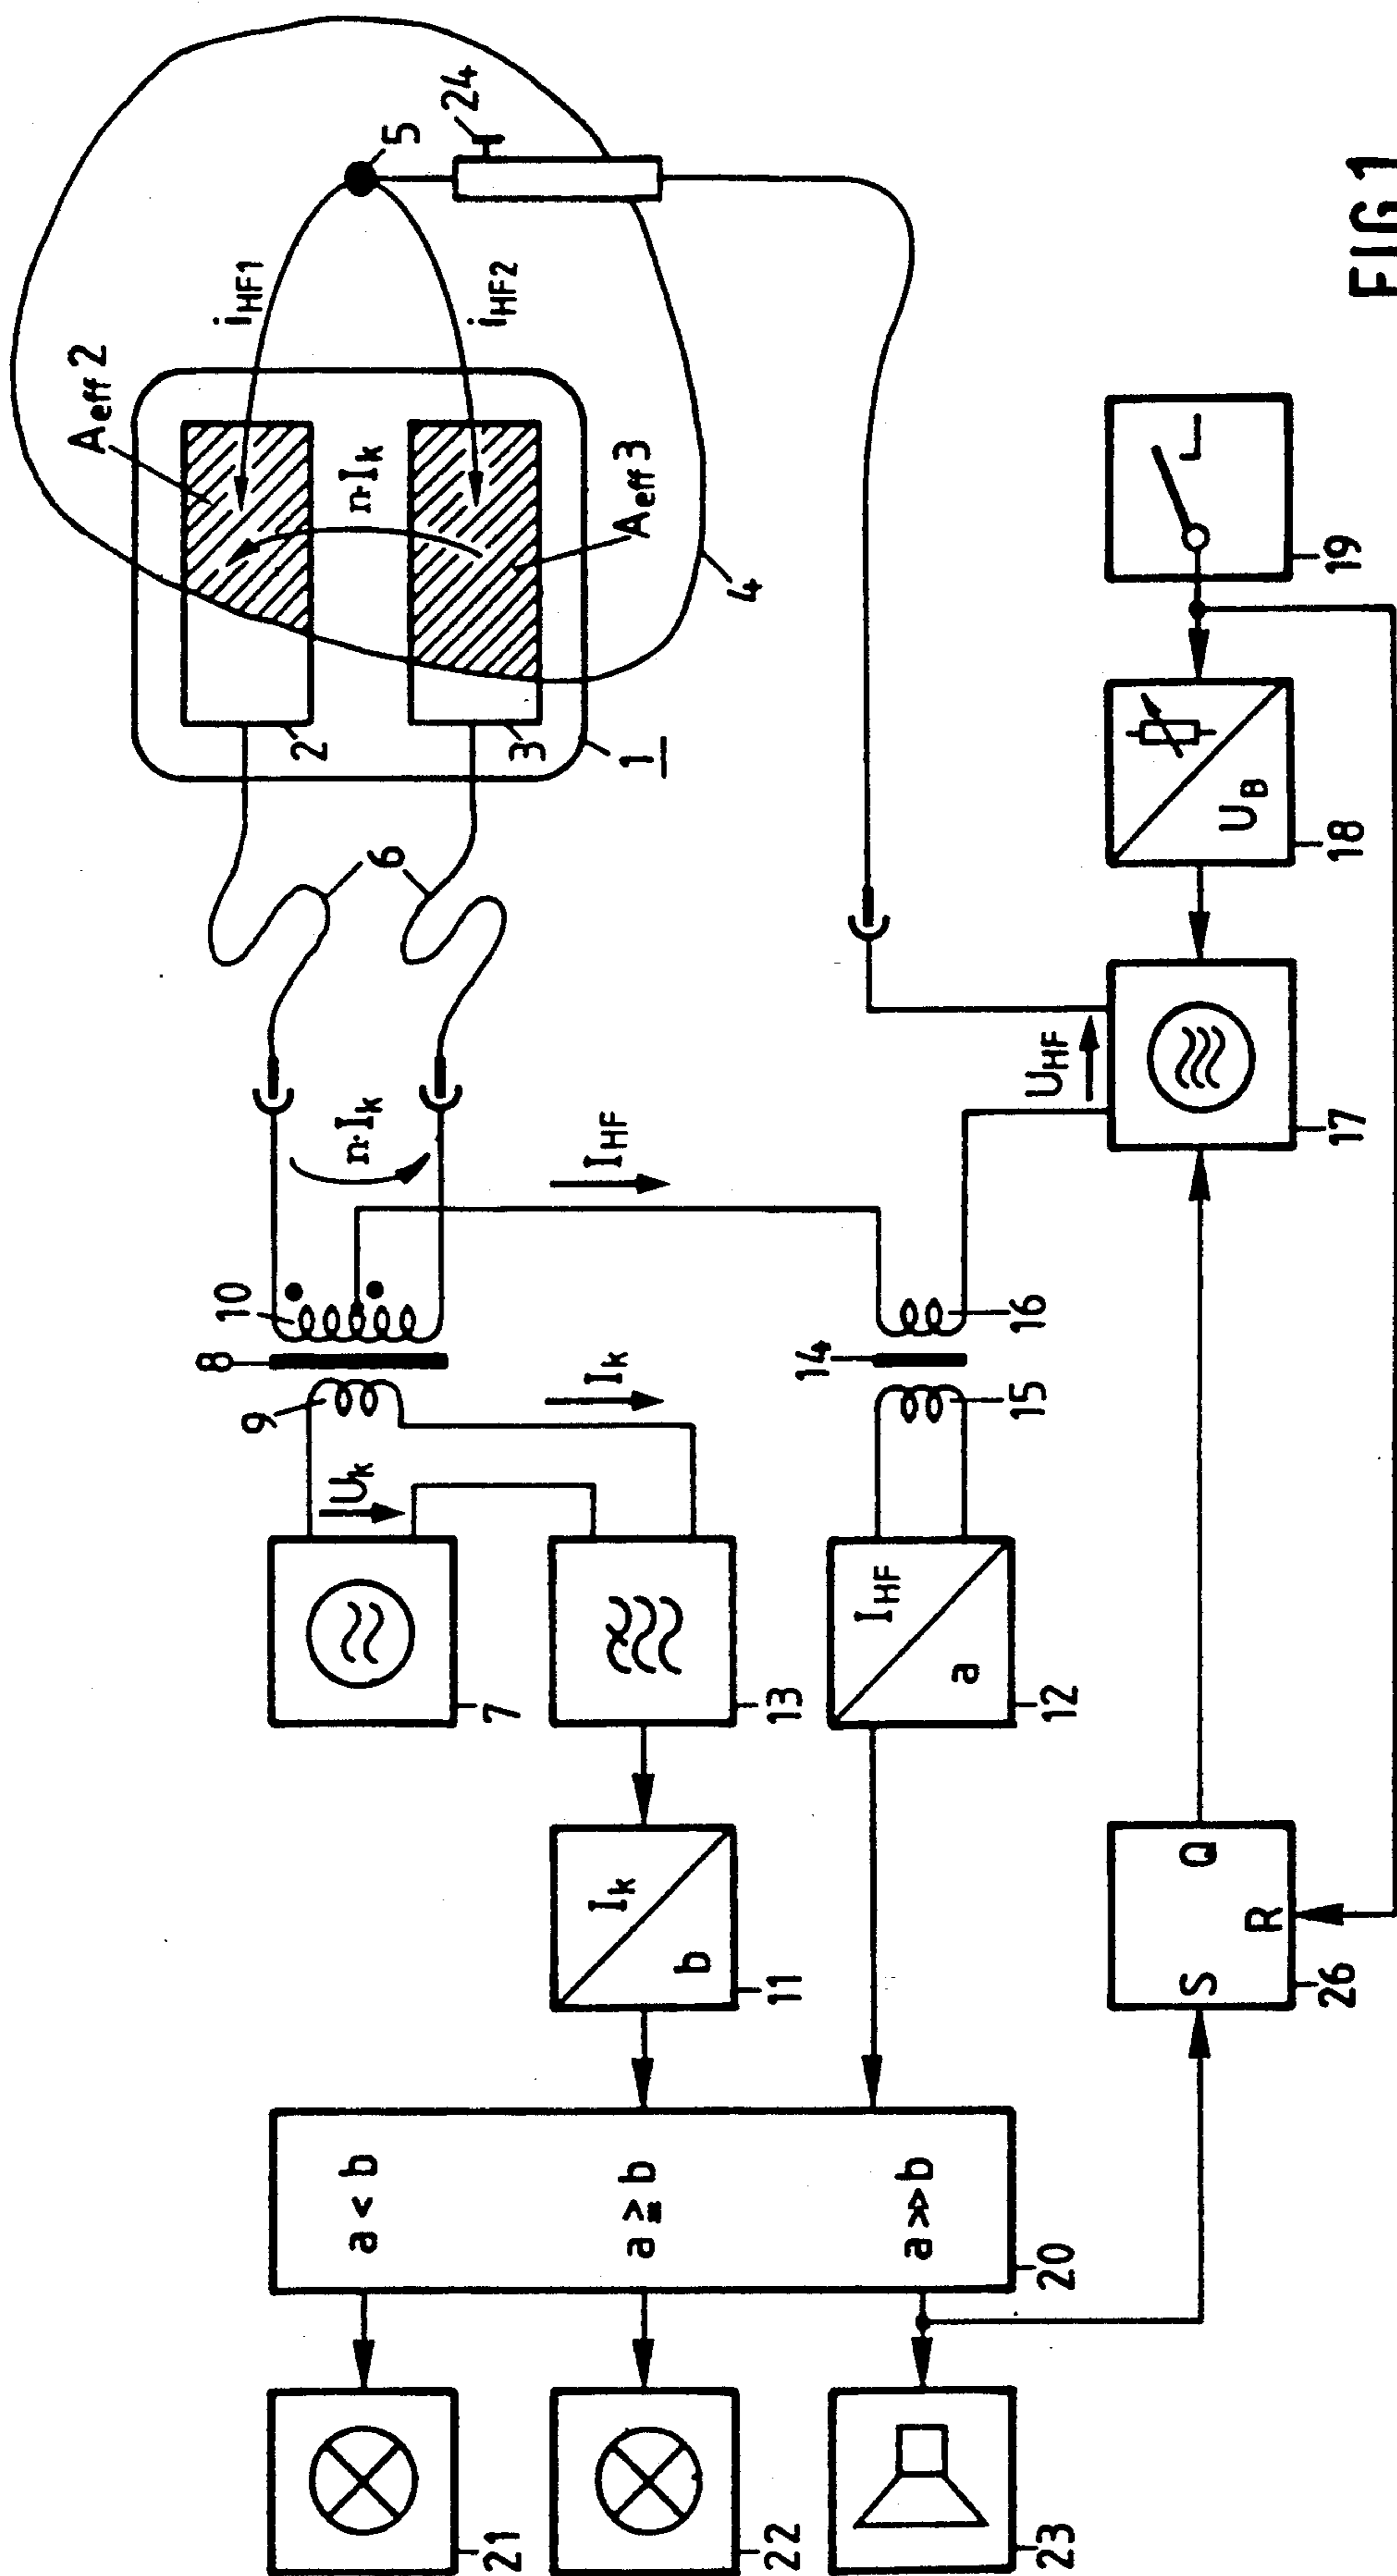 21
22
23
20
a < b
a ≧ b
a ≫ b
26
S
R
Q
11
I_k
b
7
13
12
I_HF
a
U_k
I_k
9
8
10
14
15
16
n·I_k
I_HF
U_HF
17
18
U_B
19
6
1
2
3
4
A_eff 2
A_eff 3
n·I_k
i_HF1
i_HF2
5
24
FIG 1